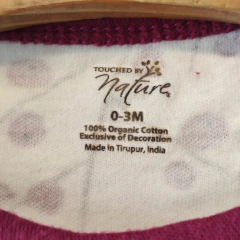 TOUCHED BY
Nature
0-3M
100% Organic Cotton
Exclusive of Decoration
Made in Tirupur, India